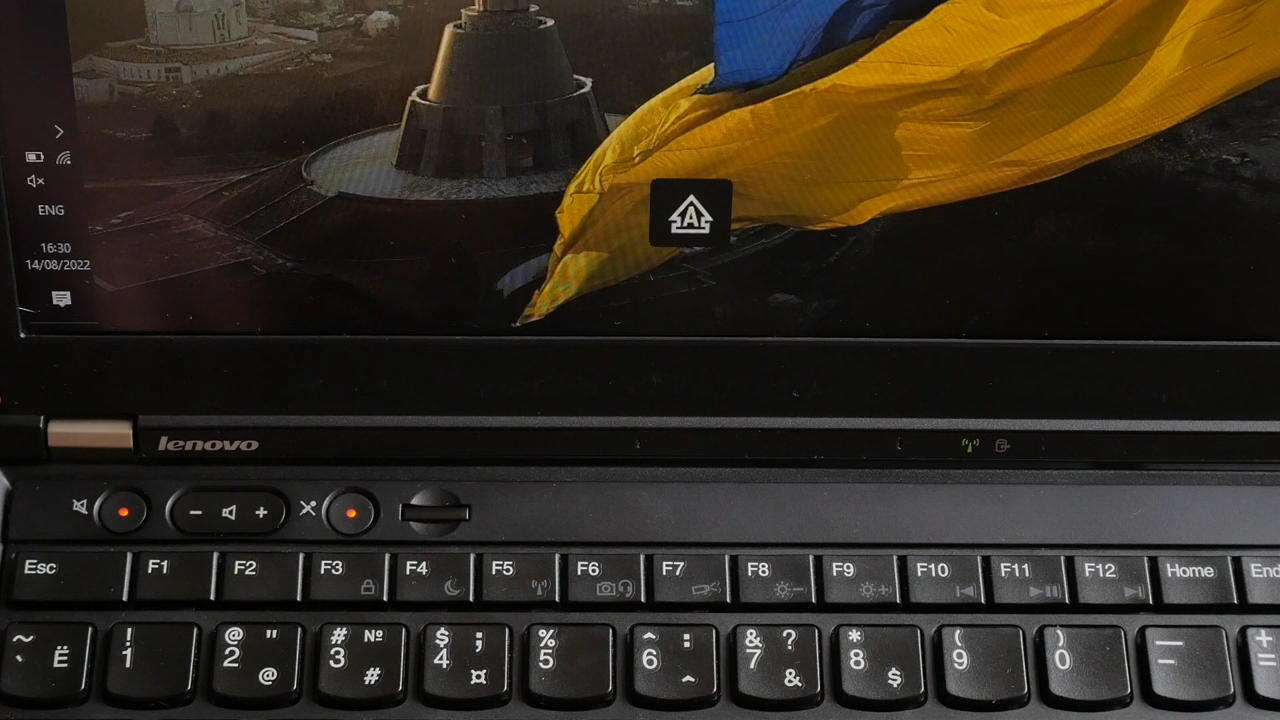 ENG
16:30
14/08/2022
A
lenovo
Esc F1 F2 F3 F4 F5 F6 F7 F8 F9 F10 F11 F12 Home End
~ ! @ " # № $ ; % ^ : & ? * ( ) — +
` Ё 1 2 3 4 5 6 7 8 9 0 - =
@ # ¤ ^ & $